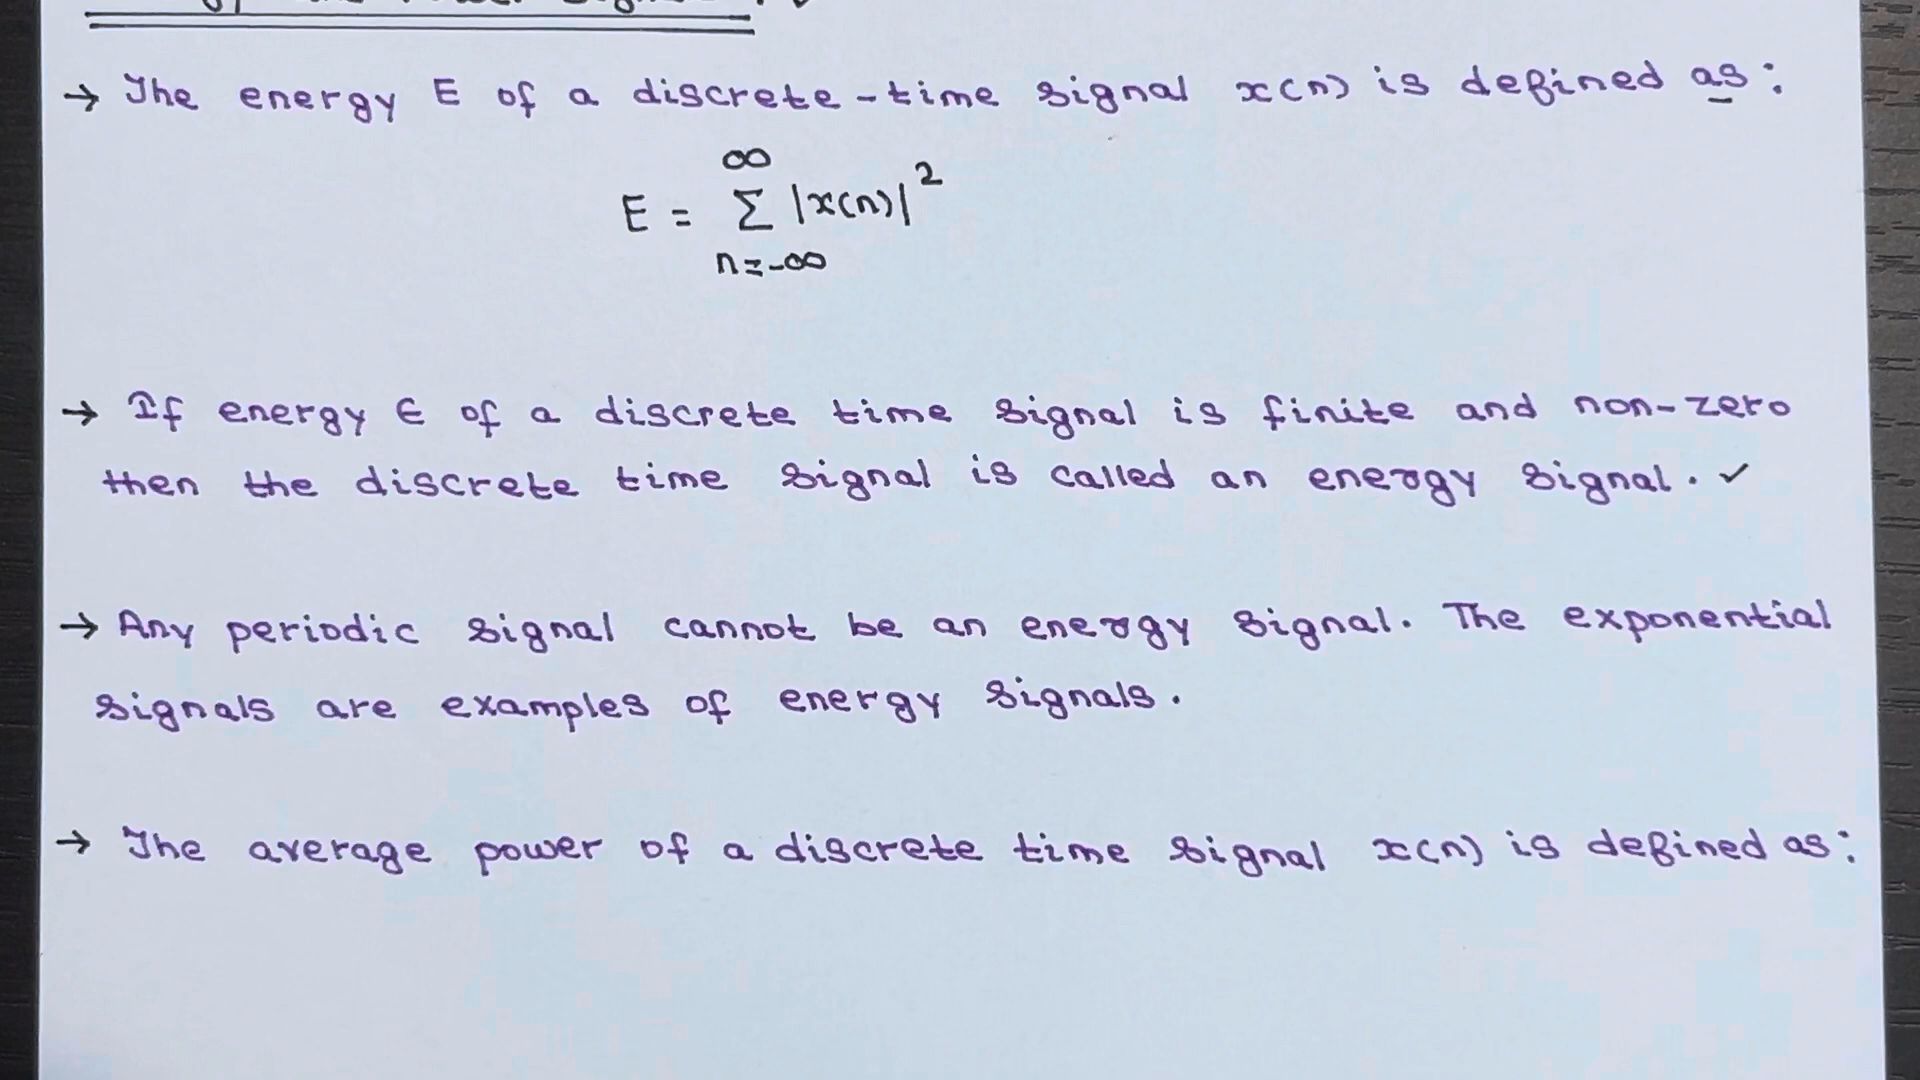 → The energy E of a discrete-time signal x(n) is defined as:
∞
E = Σ |x(n)|²
n=-∞
→ If energy E of a discrete time signal is finite and non-zero
then the discrete time signal is called an energy signal. ✓
→ Any periodic signal cannot be an energy signal. The exponential
signals are examples of energy signals.
→ The average power of a discrete time signal x(n) is defined as: